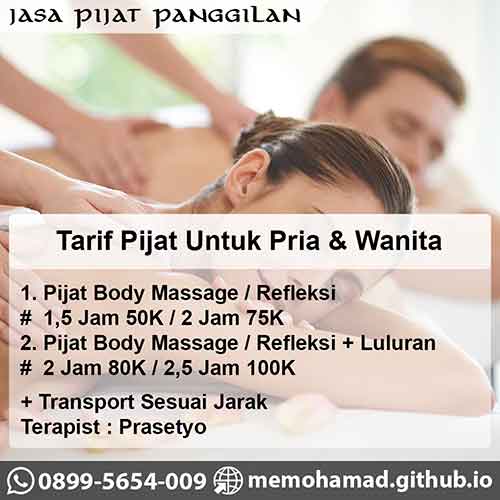 JASA PIJAT PANGGILAN
Tarif Pijat Untuk Pria & Wanita
1. Pijat Body Massage / Refleksi
# 1,5 Jam 50K / 2 Jam 75K
2. Pijat Body Massage / Refleksi + Luluran
# 2 Jam 80K / 2,5 Jam 100K
+ Transport Sesuai Jarak
Terapist : Prasetyo
0899-5654-009 memohamad.github.io